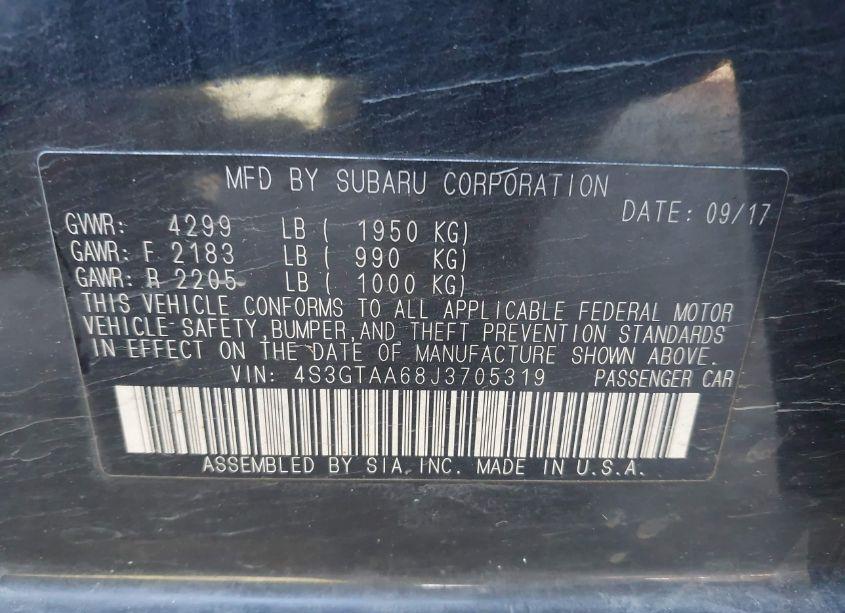 MFD BY SUBARU CORPORATION
DATE: 09/17
GVWR: 4299 LB ( 1950 KG)
GAWR: F 2183 LB ( 990 KG)
GAWR: R 2205 LB ( 1000 KG)
THIS VEHICLE CONFORMS TO ALL APPLICABLE FEDERAL MOTOR
VEHICLE SAFETY, BUMPER, AND THEFT PREVENTION STANDARDS
IN EFFECT ON THE DATE OF MANUFACTURE SHOWN ABOVE.
VIN: 4S3GTAA68J3705319 PASSENGER CAR
ASSEMBLED BY SIA, INC. MADE IN U.S.A.